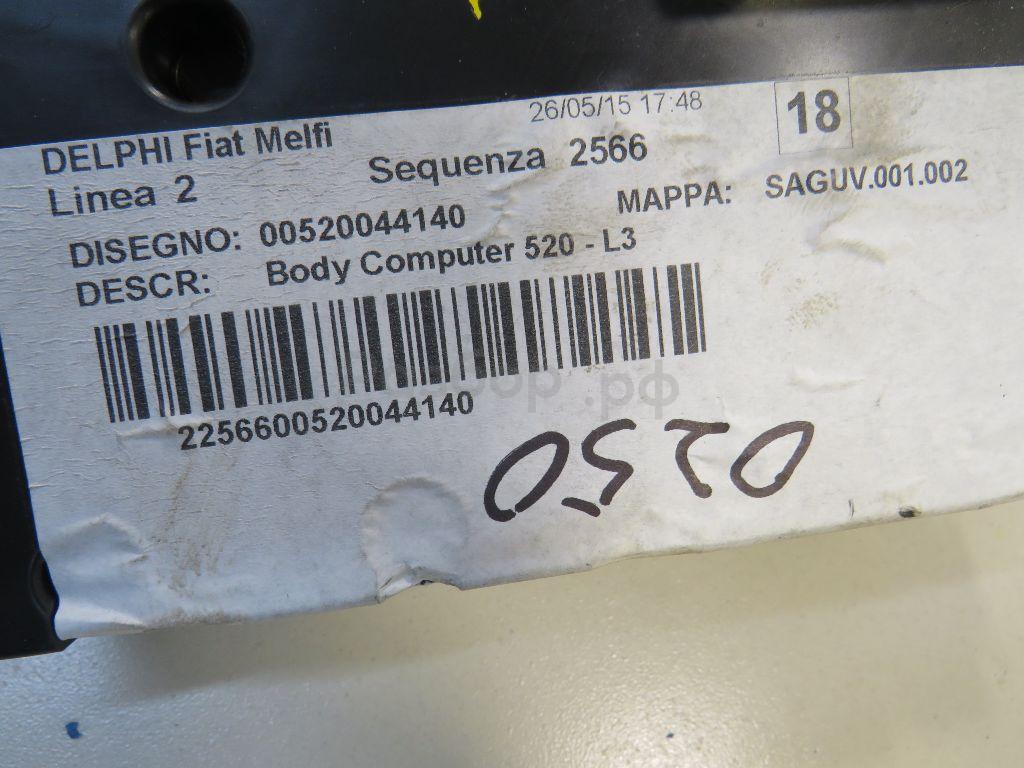 DELPHI Fiat Melfi 26/05/15 17:48 18
Linea 2 Sequenza 2566
DISEGNO: 00520044140 MAPPA: SAGUV.001.002
DESCR: Body Computer 520 - L3
.рф
2256600520044140
0250